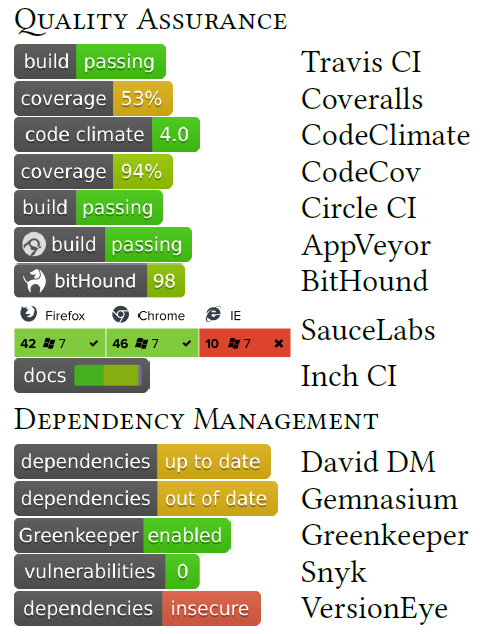 Quality Assurance
build passing Travis CI
coverage 53% Coveralls
code climate 4.0 CodeClimate
coverage 94% CodeCov
build passing Circle CI
build passing AppVeyor
bitHound 98 BitHound
Firefox Chrome IE
42 7 46 7 10 7 SauceLabs
docs Inch CI
Dependency Management
dependencies up to date David DM
dependencies out of date Gemnasium
Greenkeeper enabled Greenkeeper
vulnerabilities 0 Snyk
dependencies insecure VersionEye